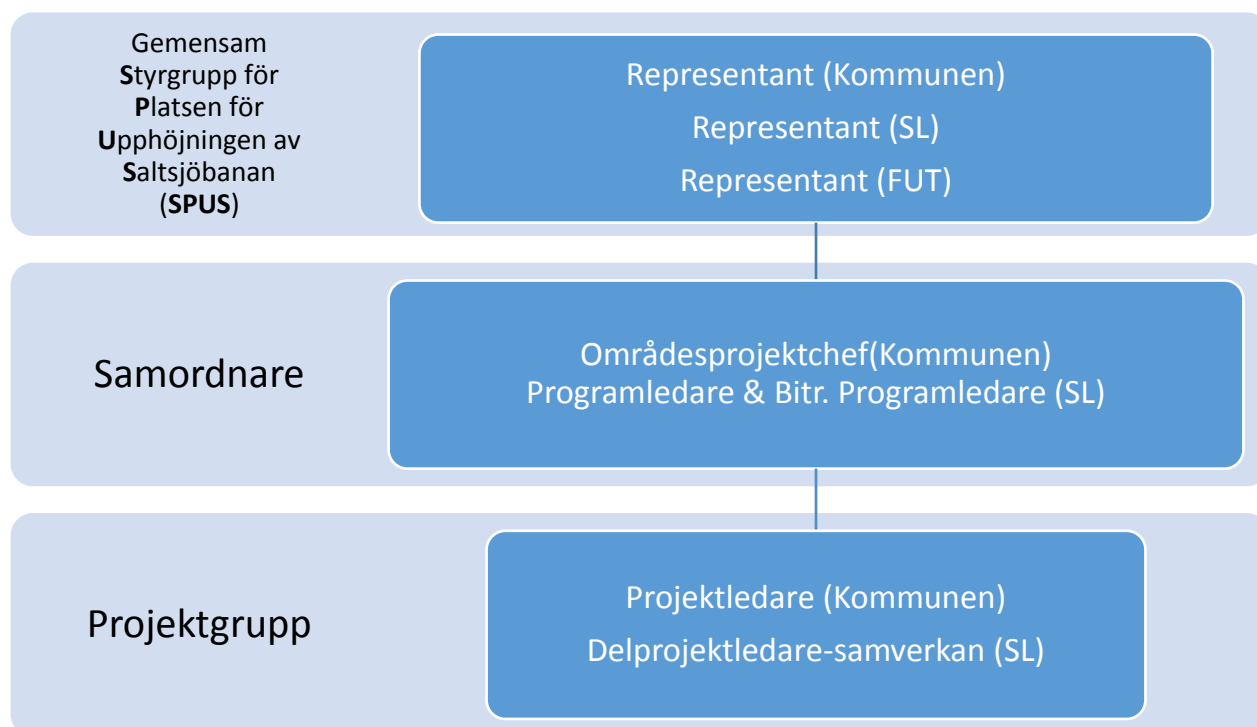 Gemensam
Styrgrupp för
Platsen för
Upphöjningen av
Saltsjöbanan
(SPUS)
Representant (Kommunen)
Representant (SL)
Representant (FUT)
Samordnare
Områdesprojektchef(Kommunen)
Programledare & Bitr. Programledare (SL)
Projektgrupp
Projektledare (Kommunen)
Delprojektledare-samverkan (SL)